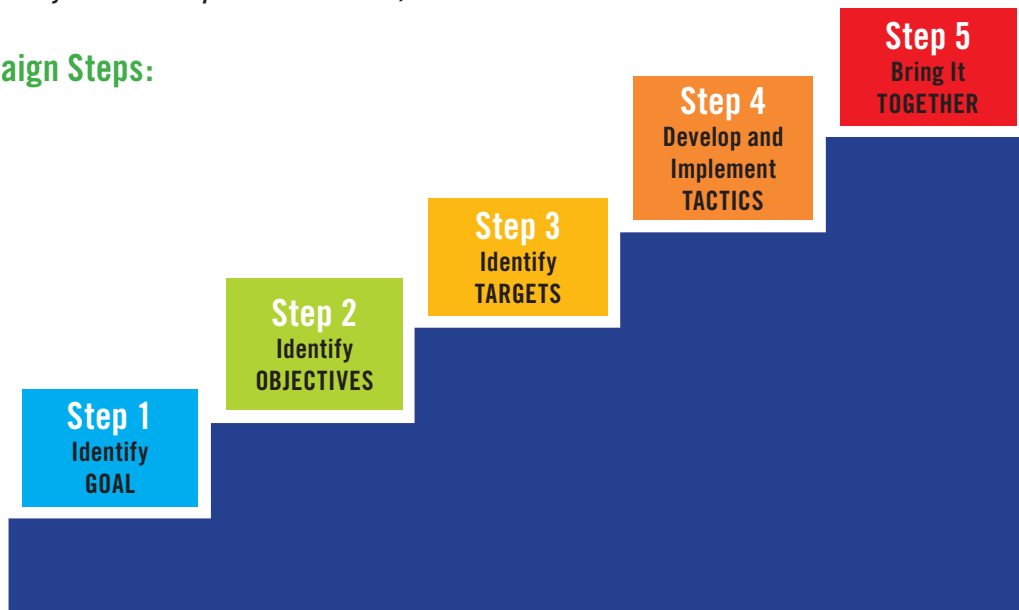 aign Steps:
Step 5
Bring It
TOGETHER
Step 4
Develop and
Implement
TACTICS
Step 3
Identify
TARGETS
Step 2
Identify
OBJECTIVES
Step 1
Identify
GOAL